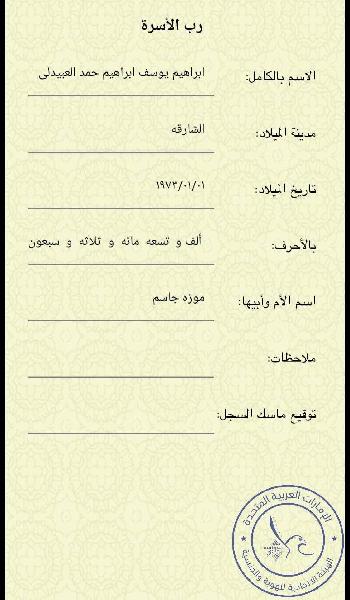 رب الأسرة
الاسم بالكامل: ابراهيم يوسف ابراهيم حمد العبيدلى
مدينة الميلاد: الشارقه
تاريخ الميلاد: ١٩٧٣/٠١/٠١
بالأحرف: ألف و تسعه مائه و ثلاثه و سبعون
اسم الأم وأبيها: موزه جاسم
ملاحظات:
توقيع ماسك السجل:
الإمارات العربية المتحدة
الهيئة الاتحادية للهوية والجنسية